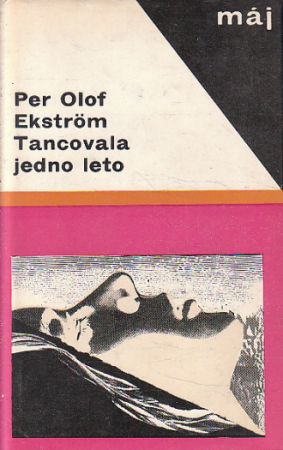 máj
Per Olof
Ekström
Tancovala
jedno leto